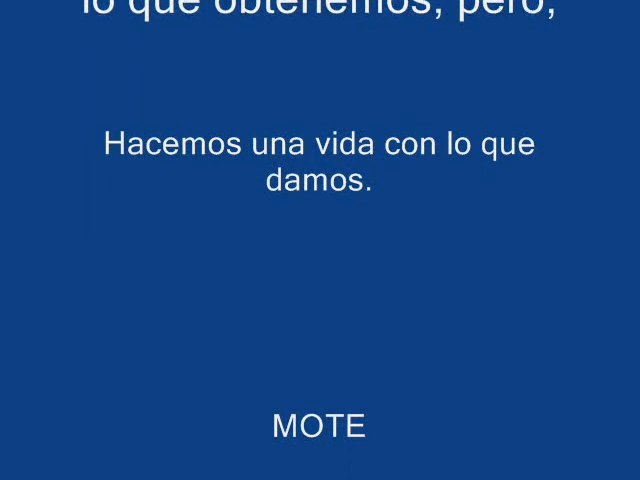 lo que obtenemos, pero,
Hacemos una vida con lo que
damos.
MOTE